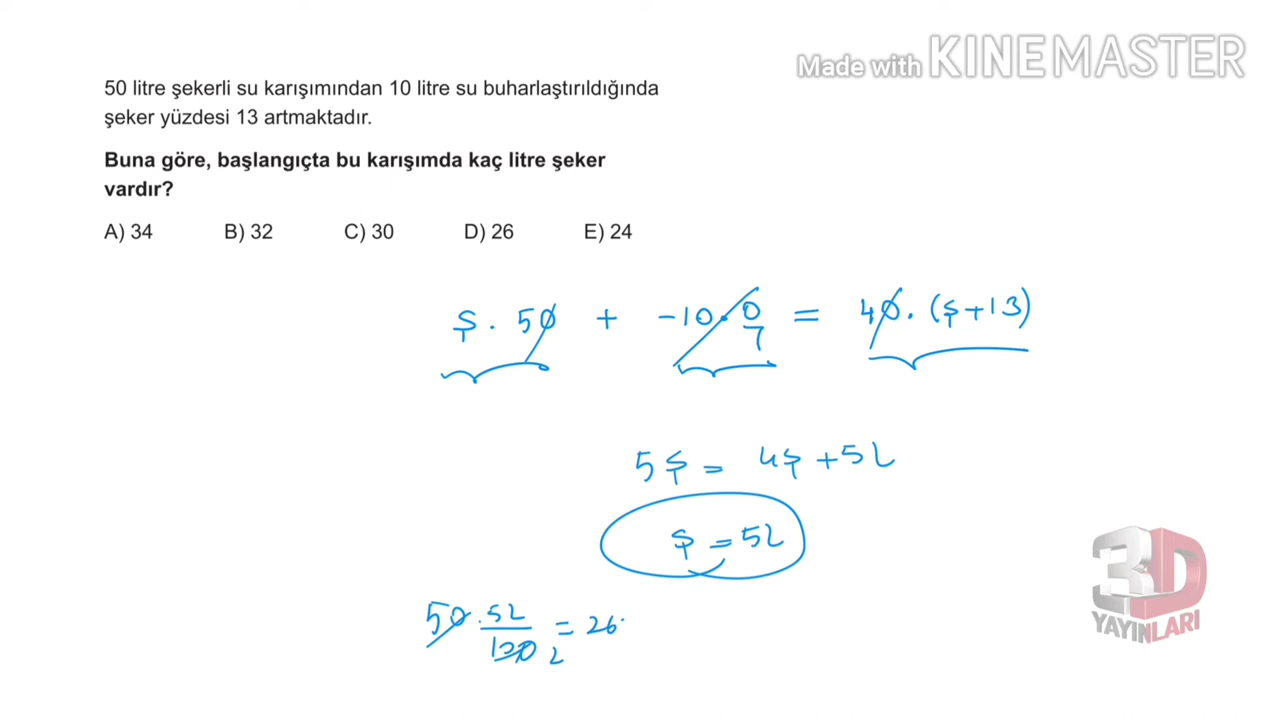 Made with KINEMASTER
50 litre şekerli su karışımından 10 litre su buharlaştırıldığında
şeker yüzdesi 13 artmaktadır.
Buna göre, başlangıçta bu karışımda kaç litre şeker
vardır?
A) 34 B) 32 C) 30 D) 26 E) 24
Ş . 50 + -10 . 0 = 40 . (Ş+13)
7
5Ş = 4Ş + 52
Ş = 52
50 . 52/100 = 26
2
3D
YAYINLARI